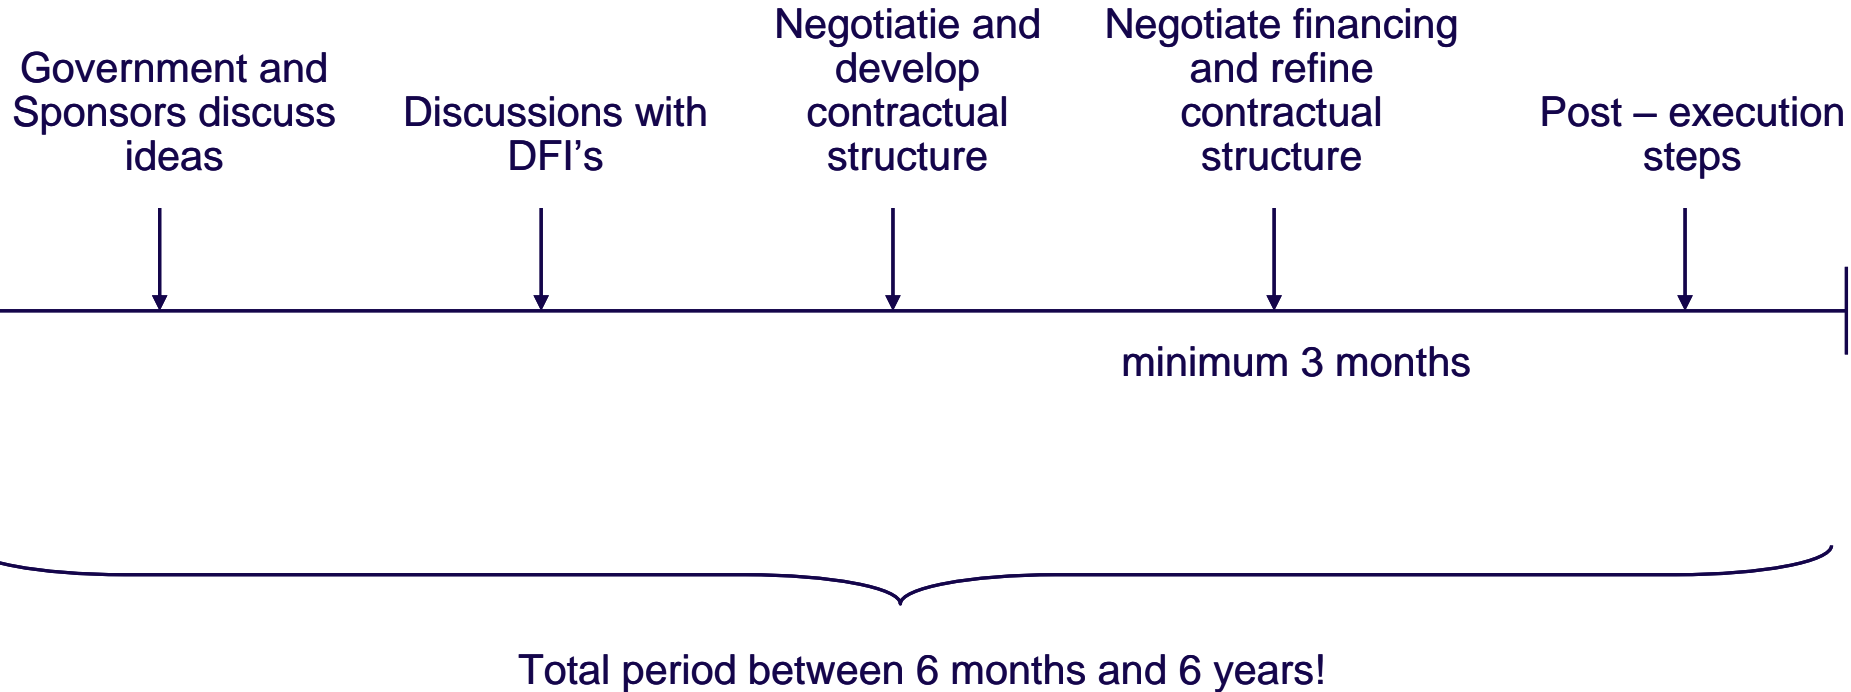 Government and
Sponsors discuss
ideas
Discussions with
DFI’s
Negotiatie and
develop
contractual
structure
Negotiate financing
and refine
contractual
structure
Post – execution
steps
minimum 3 months
Total period between 6 months and 6 years!